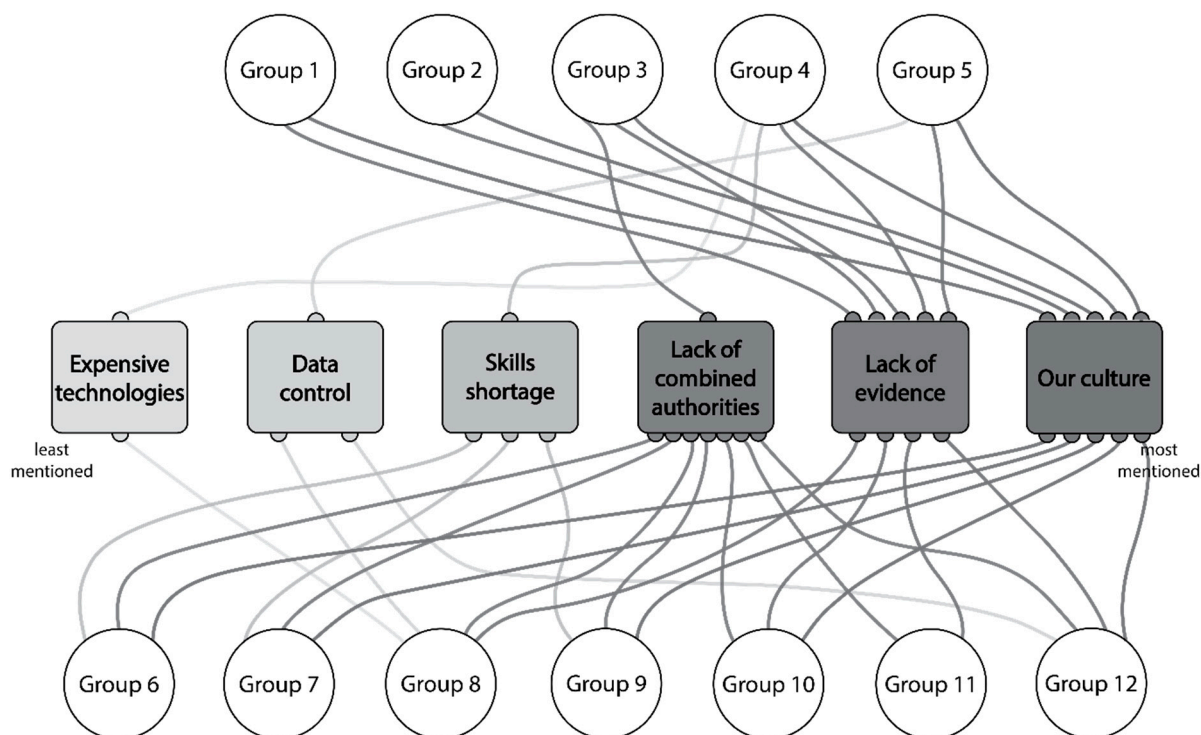 Group 1
Group 2
Group 3
Group 4
Group 5
Expensive
technologies
Data
control
Skills
shortage
Lack of
combined
authorities
Lack of
evidence
Our culture
least
mentioned
most
mentioned
Group 6
Group 7
Group 8
Group 9
Group 10
Group 11
Group 12